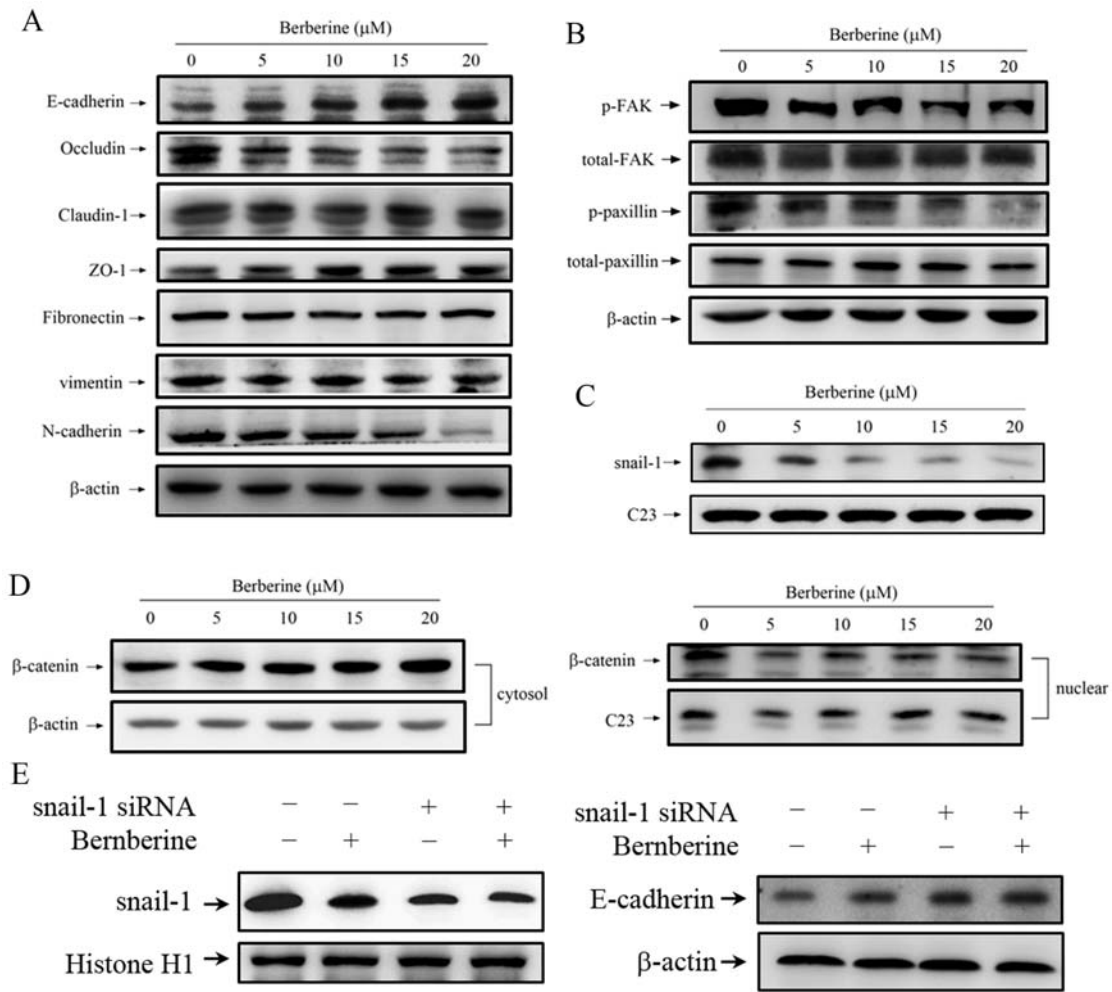 A
Berberine (μM)
0 5 10 15 20
E-cadherin
Occludin
Claudin-1
ZO-1
Fibronectin
vimentin
N-cadherin
β-actin
B
Berberine (μM)
0 5 10 15 20
p-FAK
total-FAK
p-paxillin
total-paxillin
β-actin
C
Berberine (μM)
0 5 10 15 20
snail-1
C23
D
Berberine (μM)
0 5 10 15 20
β-catenin
β-actin
cytosol
Berberine (μM)
0 5 10 15 20
β-catenin
C23
nuclear
E
snail-1 siRNA − − + +
Bernberine − + − +
snail-1
Histone H1
snail-1 siRNA − − + +
Bernberine − + − +
E-cadherin
β-actin